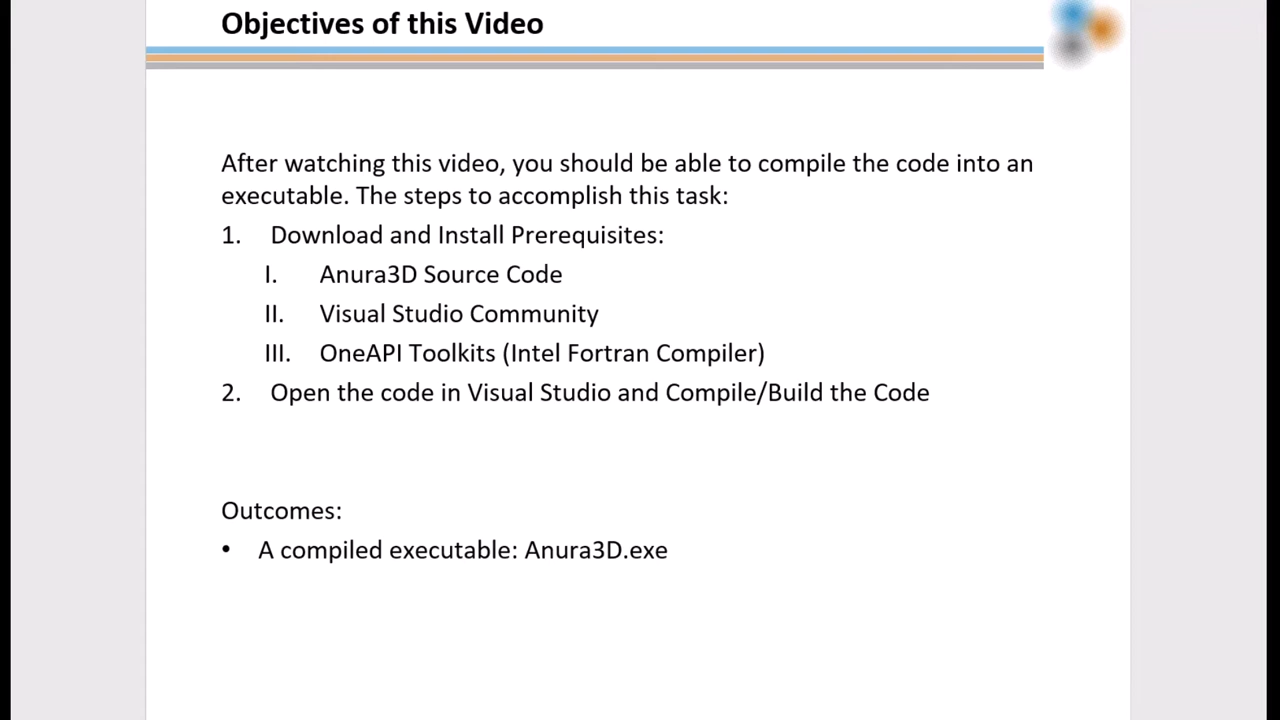 Objectives of this Video
After watching this video, you should be able to compile the code into an
executable. The steps to accomplish this task:
1. Download and Install Prerequisites:
I. Anura3D Source Code
II. Visual Studio Community
III. OneAPI Toolkits (Intel Fortran Compiler)
2. Open the code in Visual Studio and Compile/Build the Code
Outcomes:
• A compiled executable: Anura3D.exe